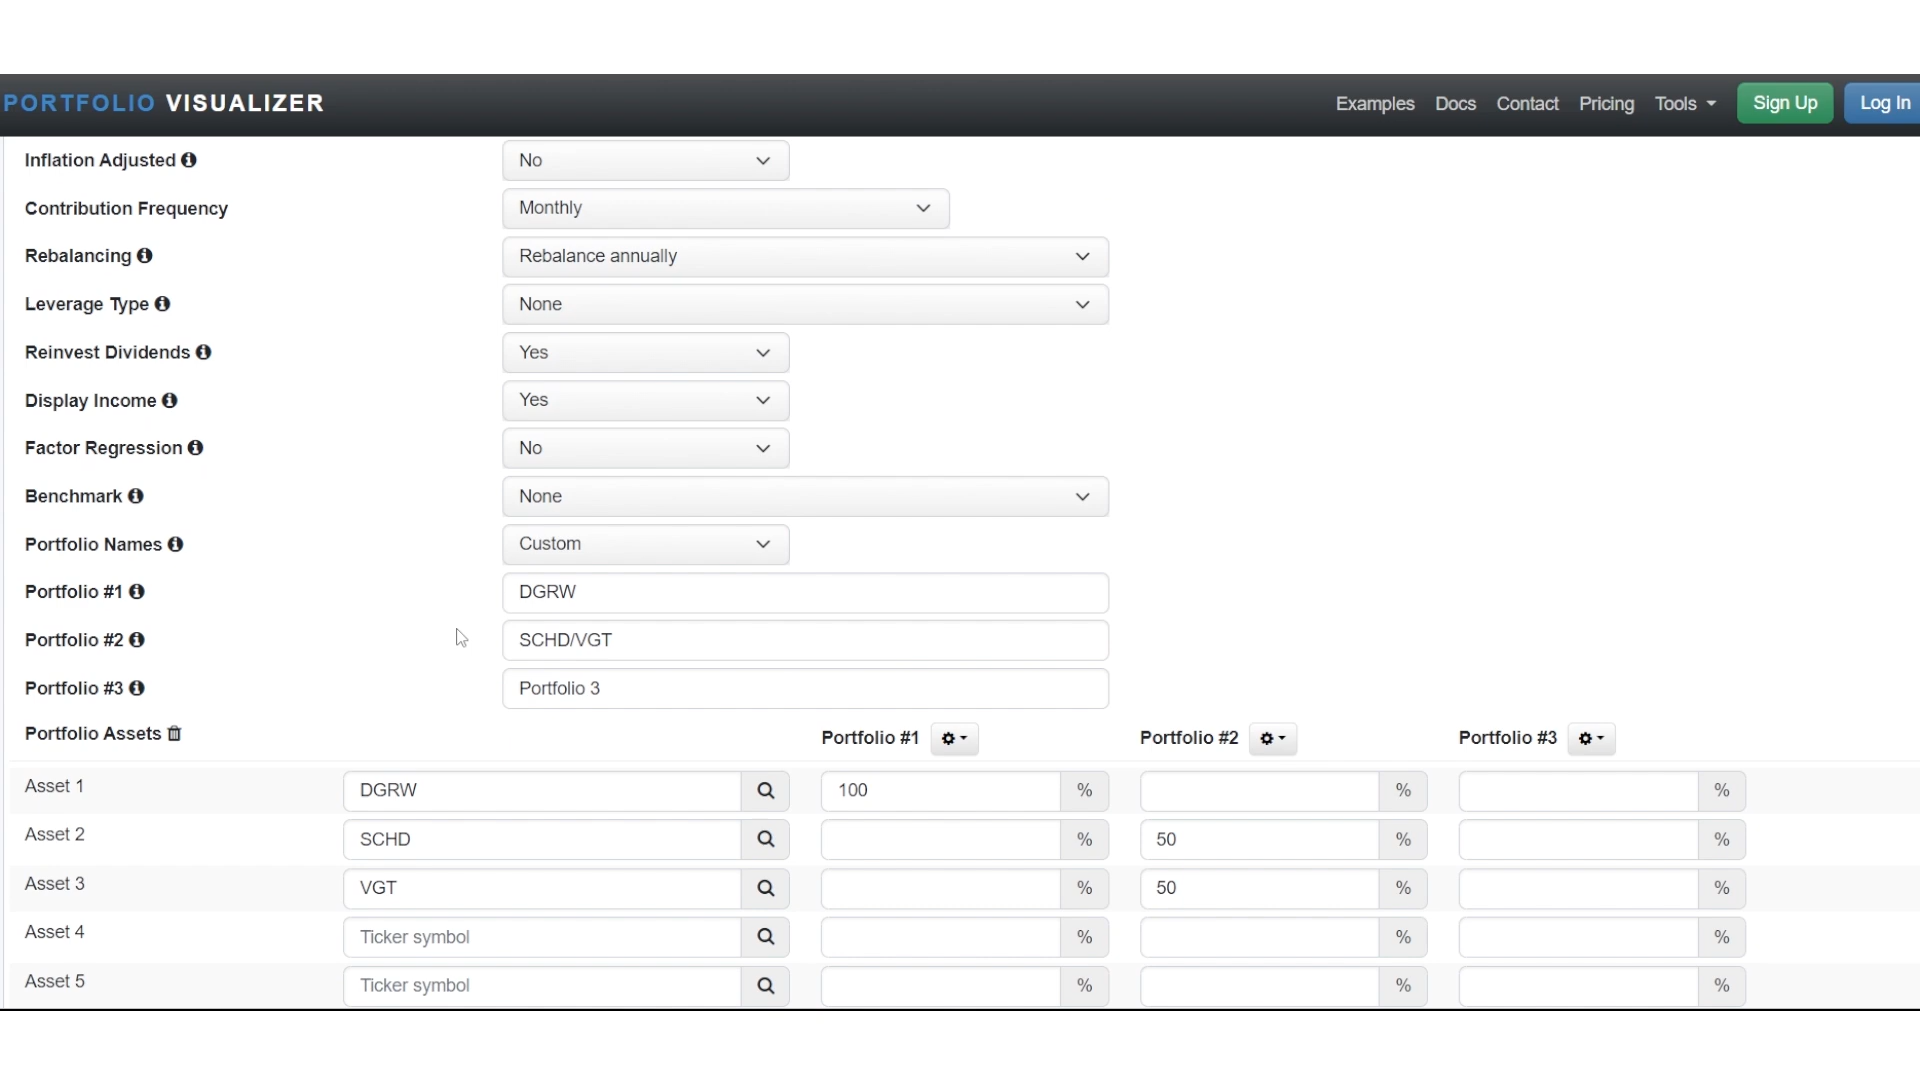 PORTFOLIO VISUALIZER Examples Docs Contact Pricing Tools Sign Up Log In
Inflation Adjusted No
Contribution Frequency Monthly
Rebalancing Rebalance annually
Leverage Type None
Reinvest Dividends Yes
Display Income Yes
Factor Regression No
Benchmark None
Portfolio Names Custom
Portfolio #1 DGRW
Portfolio #2 SCHD/VGT
Portfolio #3 Portfolio 3
Portfolio Assets Portfolio #1 Portfolio #2 Portfolio #3
Asset 1 DGRW 100 % % %
Asset 2 SCHD % 50 % %
Asset 3 VGT % 50 % %
Asset 4 Ticker symbol % % %
Asset 5 Ticker symbol % % %